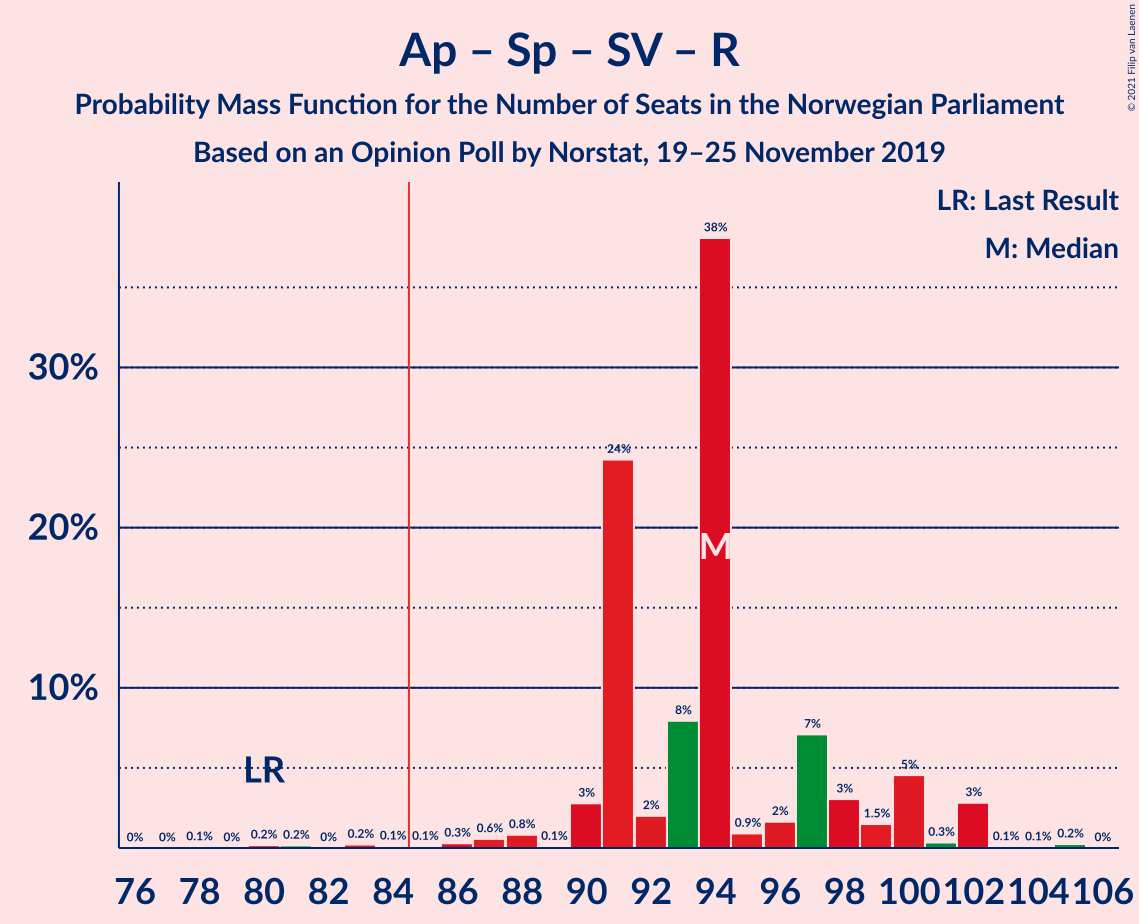 Ap – Sp – SV – R
Probability Mass Function for the Number of Seats in the Norwegian Parliament
Based on an Opinion Poll by Norstat, 19–25 November 2019
© 2021 Filip van Laenen
LR: Last Result
M: Median
38%
30%
24%
20%
M
10%
8%
7%
LR
5%
0% 0% 0.1% 0% 0.2% 0.2% 0% 0.2% 0.1% 0.1% 0.3% 0.6% 0.8% 0.1% 3% 2% 0.9% 2% 3% 1.5% 0.3% 3% 0.1% 0.1% 0.2% 0%
76 78 80 82 84 86 88 90 92 94 96 98 100 102 104 106